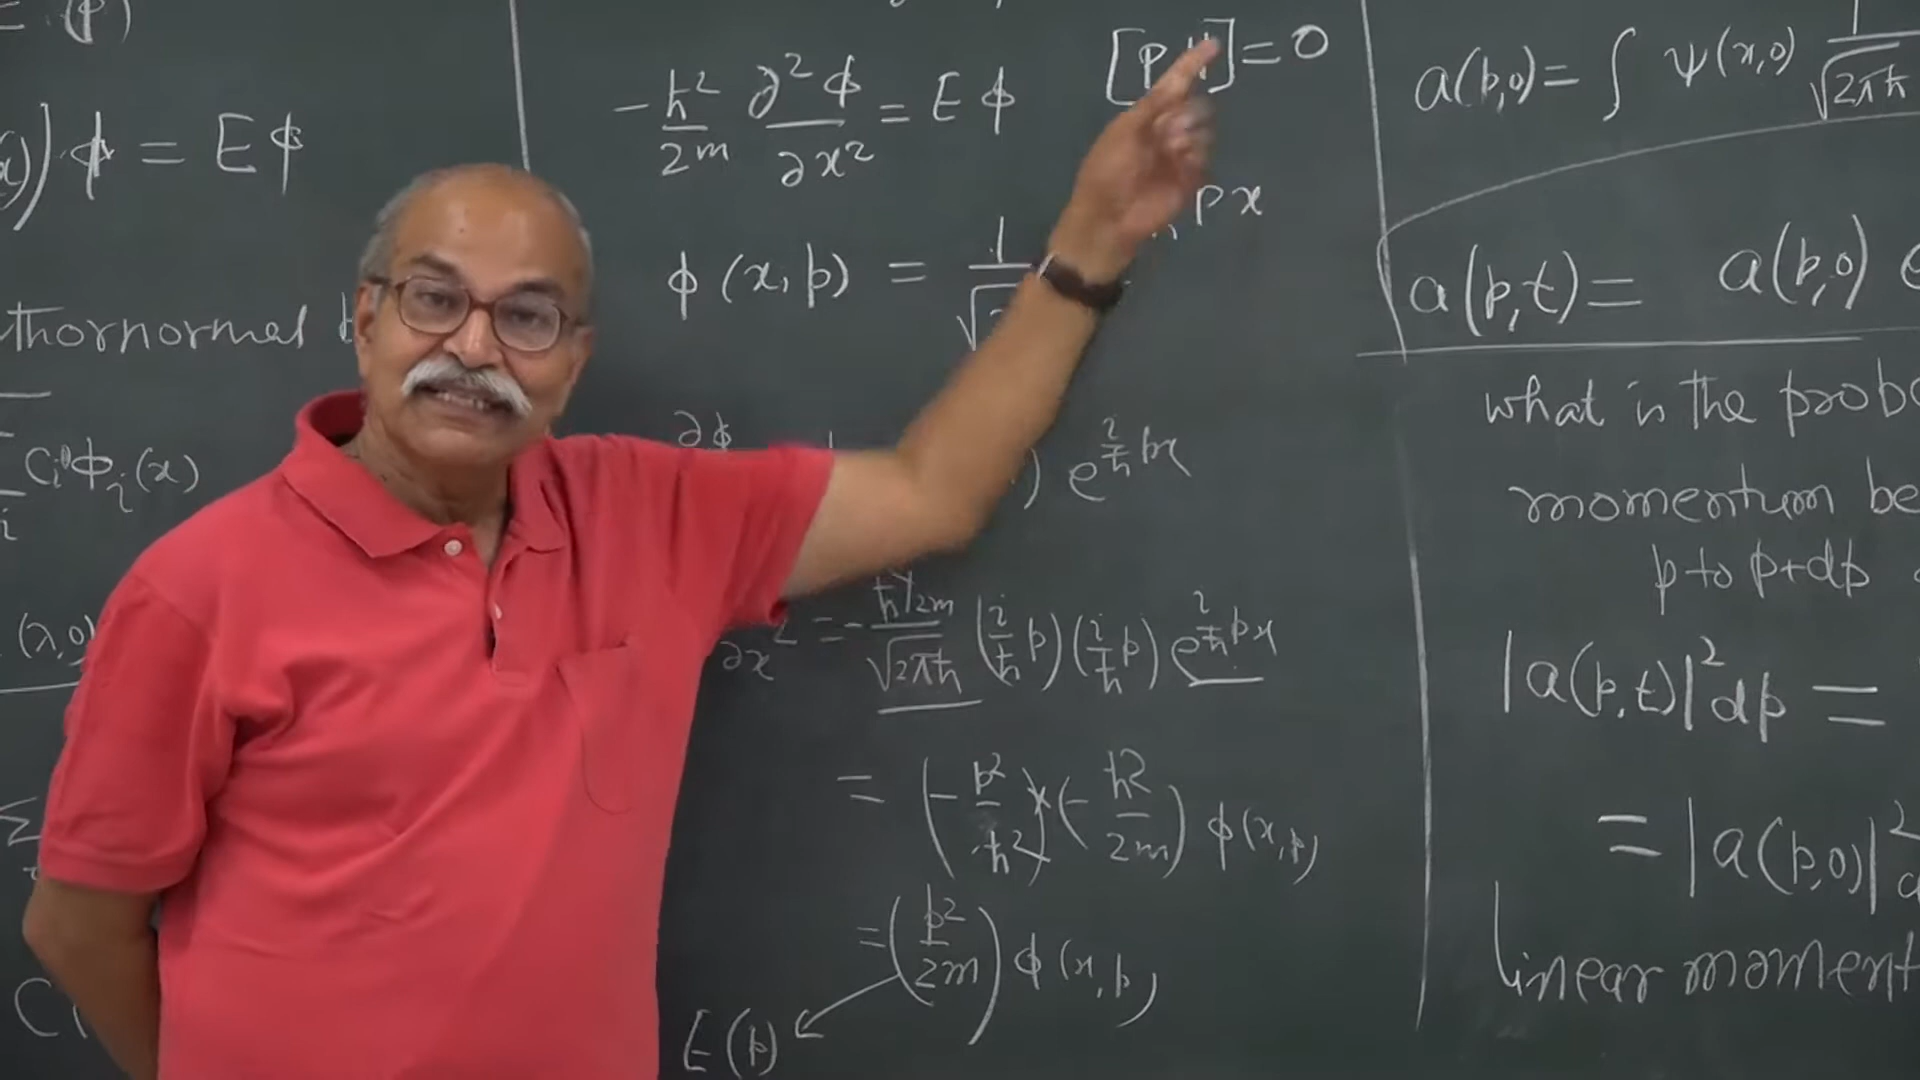 φ = Eφ
thornormal
C_i φ_i(x)
i
(λ,0)
Σ
-ħ²/2m ∂²φ/∂x² = Eφ
[p, H] = 0
φ(x,p) = 1/√
px
∂φ
) e^{i/ħ px}
∂x² = -ħ²/2m/√2πħ (i/ħ p)(i/ħ p) e^{i/ħ px}
= (-p²/ħ²)x(-ħ²/2m) φ(x,p)
= (p²/2m) φ(x,p)
E(p)
a(p,0) = ∫ ψ(x,0) 1/√2πħ
a(p,t) = a(p,0) e
what is the prob
momentum be
p to p+dp
|a(p,t)|² dp =
= |a(p,0)|² d
linear moment